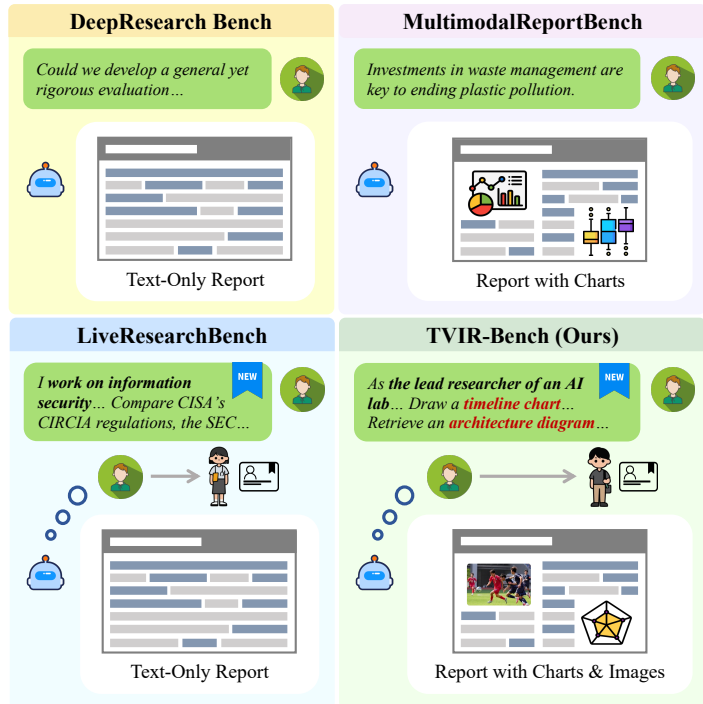 DeepResearch Bench
Could we develop a general yet
rigorous evaluation…
Text-Only Report
MultimodalReportBench
Investments in waste management are
key to ending plastic pollution.
Report with Charts
LiveResearchBench
NEW
I work on information
security… Compare CISA's
CIRCIA regulations, the SEC…
Text-Only Report
TVIR-Bench (Ours)
NEW
As the lead researcher of an AI
lab… Draw a timeline chart…
Retrieve an architecture diagram…
Report with Charts & Images